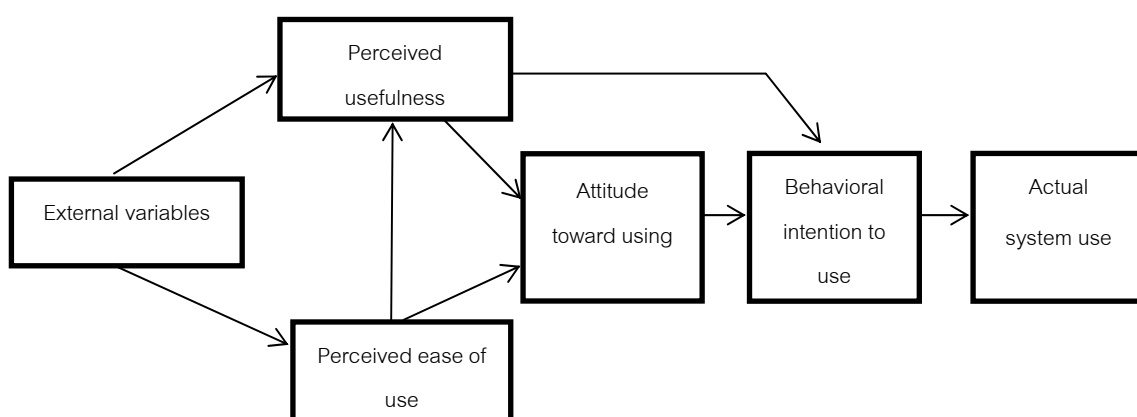 Perceived
usefulness
External variables
Attitude
toward using
Behavioral
intention to
use
Actual
system use
Perceived ease of
use